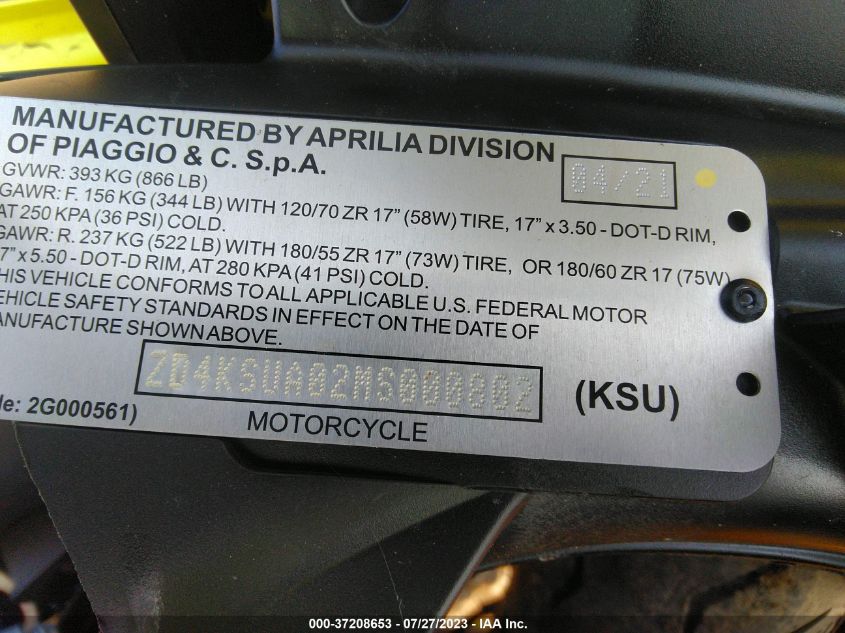 MANUFACTURED BY APRILIA DIVISION
OF PIAGGIO & C. S.p.A.
04/21
GVWR: 393 KG (866 LB)
GAWR: F. 156 KG (344 LB) WITH 120/70 ZR 17” (58W) TIRE, 17” x 3.50 - DOT-D RIM,
AT 250 KPA (36 PSI) COLD.
GAWR: R. 237 KG (522 LB) WITH 180/55 ZR 17” (73W) TIRE, OR 180/60 ZR 17 (75W)
7” x 5.50 - DOT-D RIM, AT 280 KPA (41 PSI) COLD.
HIS VEHICLE CONFORMS TO ALL APPLICABLE U.S. FEDERAL MOTOR
EHICLE SAFETY STANDARDS IN EFFECT ON THE DATE OF
ANUFACTURE SHOWN ABOVE.
ZD4KSUA02MS000802
(KSU)
de: 2G000561)
MOTORCYCLE
000-37208653 - 07/27/2023 - IAA Inc.